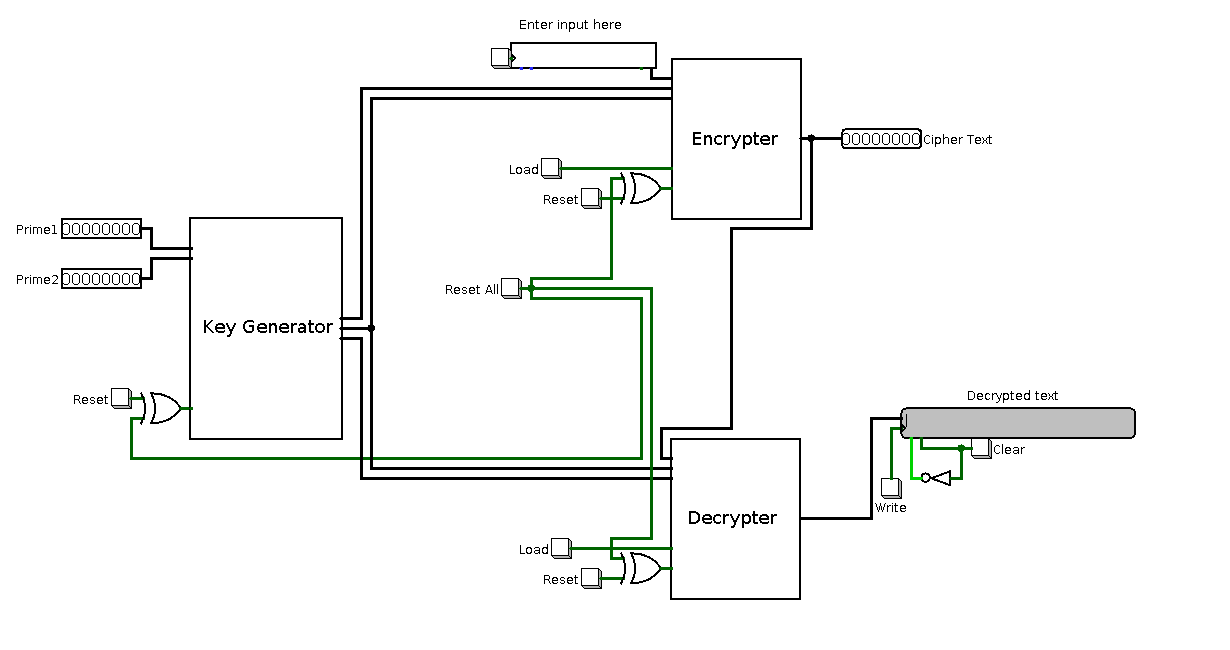 Enter input here
Encrypter
00000000 Cipher Text
Load
Reset
Prime1 00000000
Prime2 00000000
Reset All
Key Generator
Reset
Decrypted text
Clear
Write
Decrypter
Load
Reset